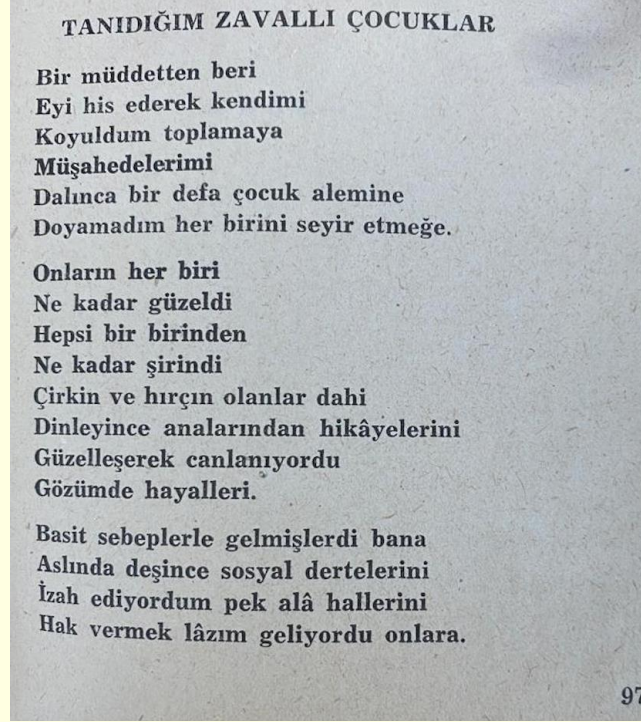 TANIDIĞIM ZAVALLI ÇOCUKLAR
Bir müddetten beri
Eyi his ederek kendimi
Koyuldum toplamaya
Müşahedelerimi
Dalınca bir defa çocuk alemine
Doyamadım her birini seyir etmeğe.
Onların her biri
Ne kadar güzeldi
Hepsi bir birinden
Ne kadar şirindi
Çirkin ve hırçın olanlar dahi
Dinleyince analarından hikâyelerini
Güzelleşerek canlanıyordu
Gözümde hayalleri.
Basit sebeplerle gelmişlerdi bana
Aslında deşince sosyal dertelerini
İzah ediyordum pek alâ hallerini
Hak vermek lâzım geliyordu onlara.
97